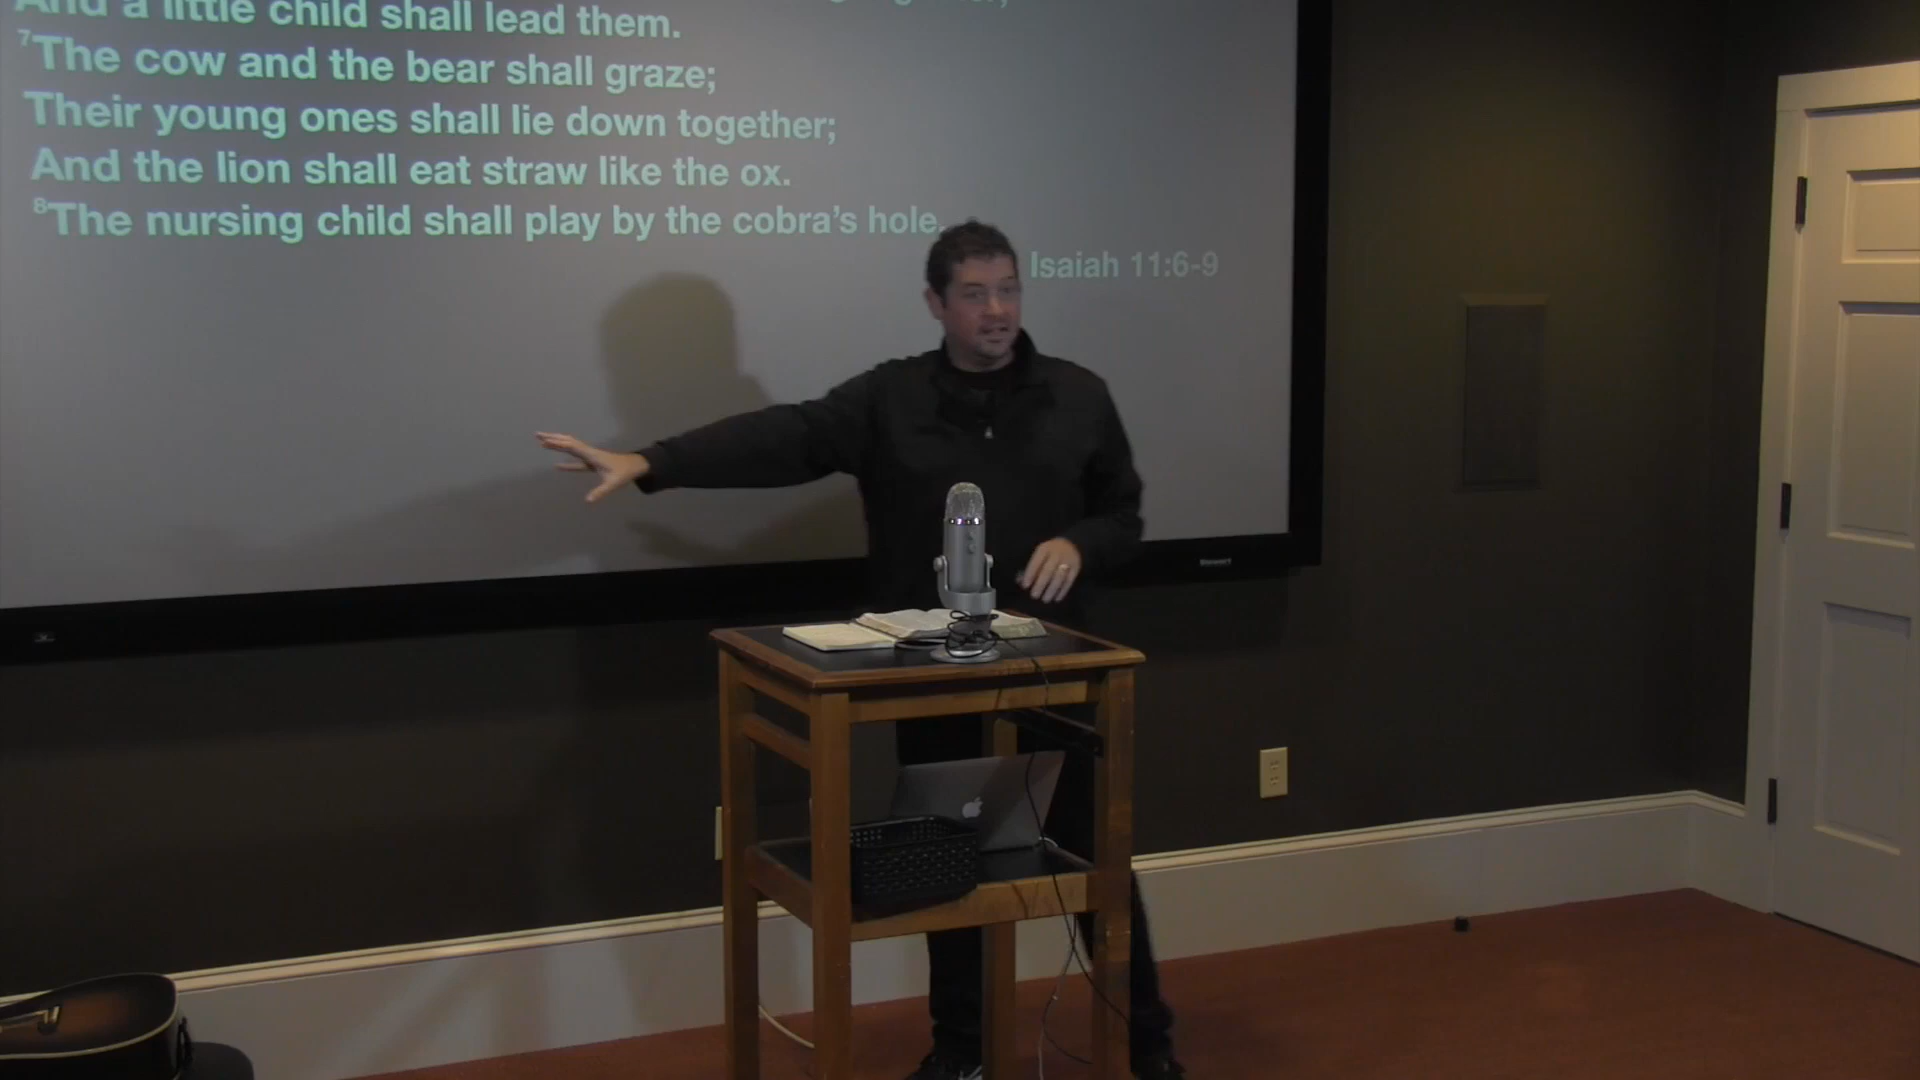 And a little child shall lead them.
⁷The cow and the bear shall graze;
Their young ones shall lie down together;
And the lion shall eat straw like the ox.
⁸The nursing child shall play by the cobra’s hole.
Isaiah 11:6-9
Stewart